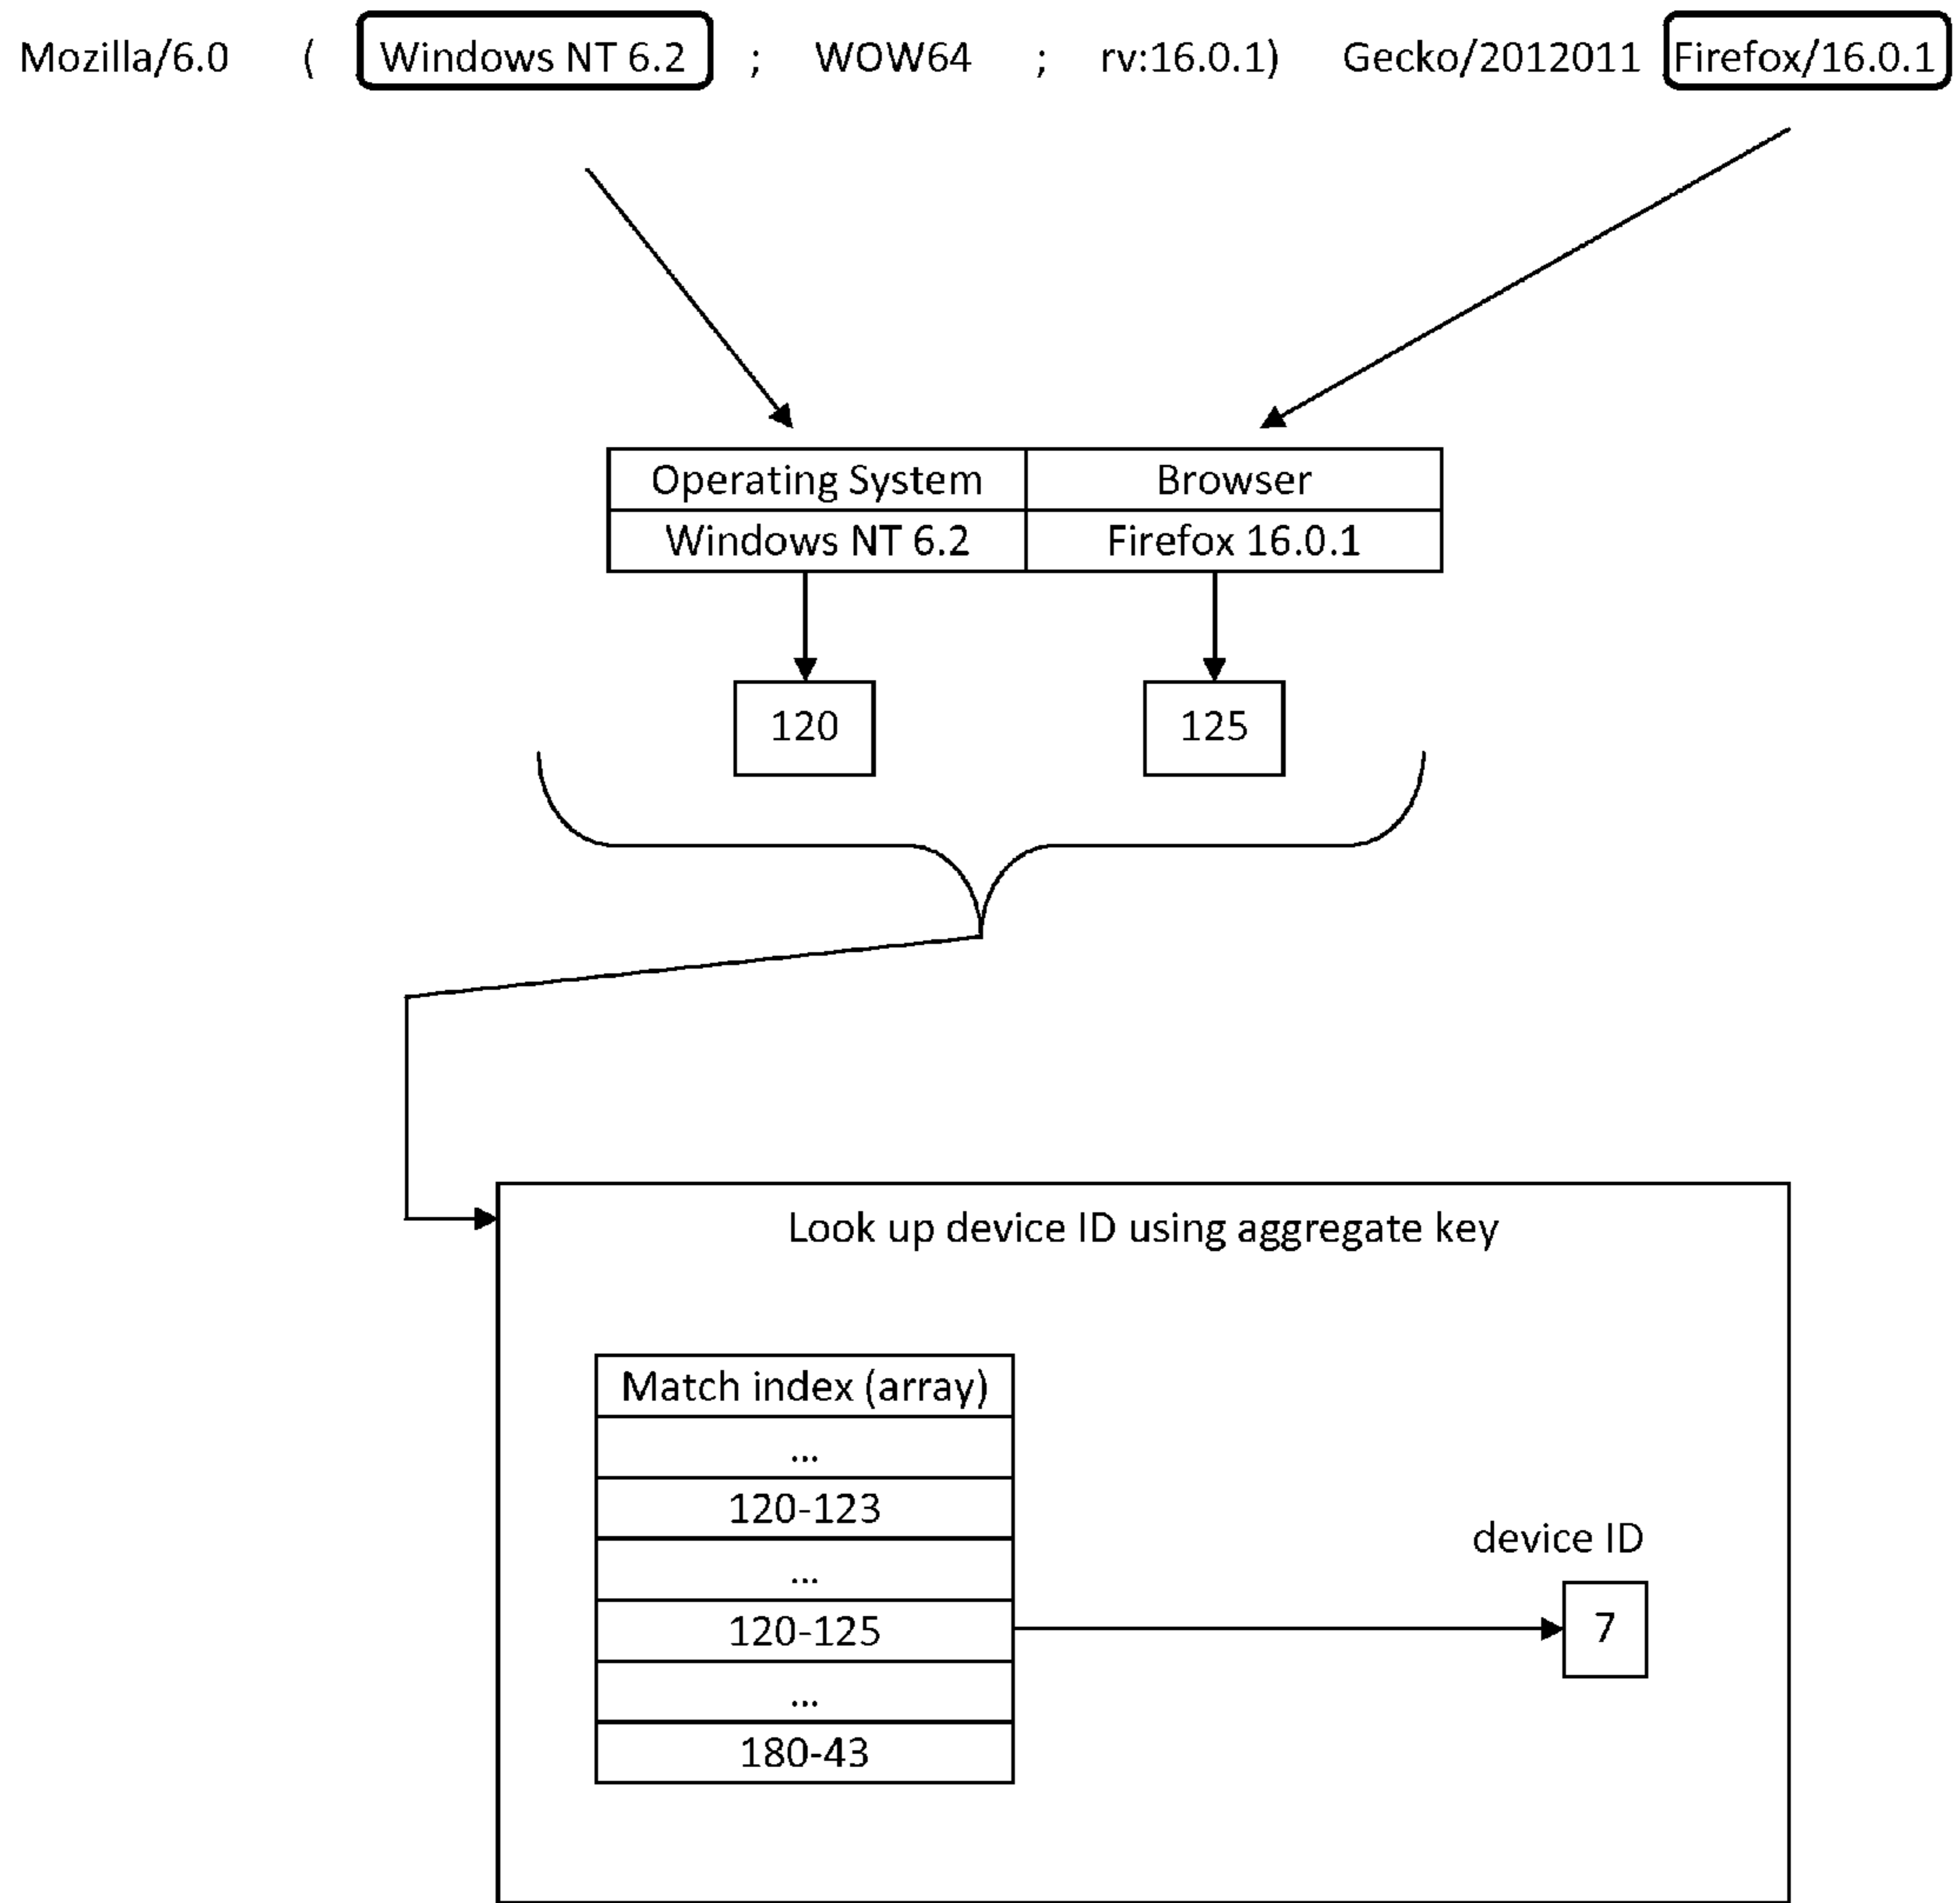 Mozilla/6.0 ( Windows NT 6.2 ; WOW64 ; rv:16.0.1) Gecko/2012011 Firefox/16.0.1
Operating System Browser
Windows NT 6.2 Firefox 16.0.1
120 125
Look up device ID using aggregate key
Match index (array)
...
120-123
...
device ID
120-125 7
...
180-43